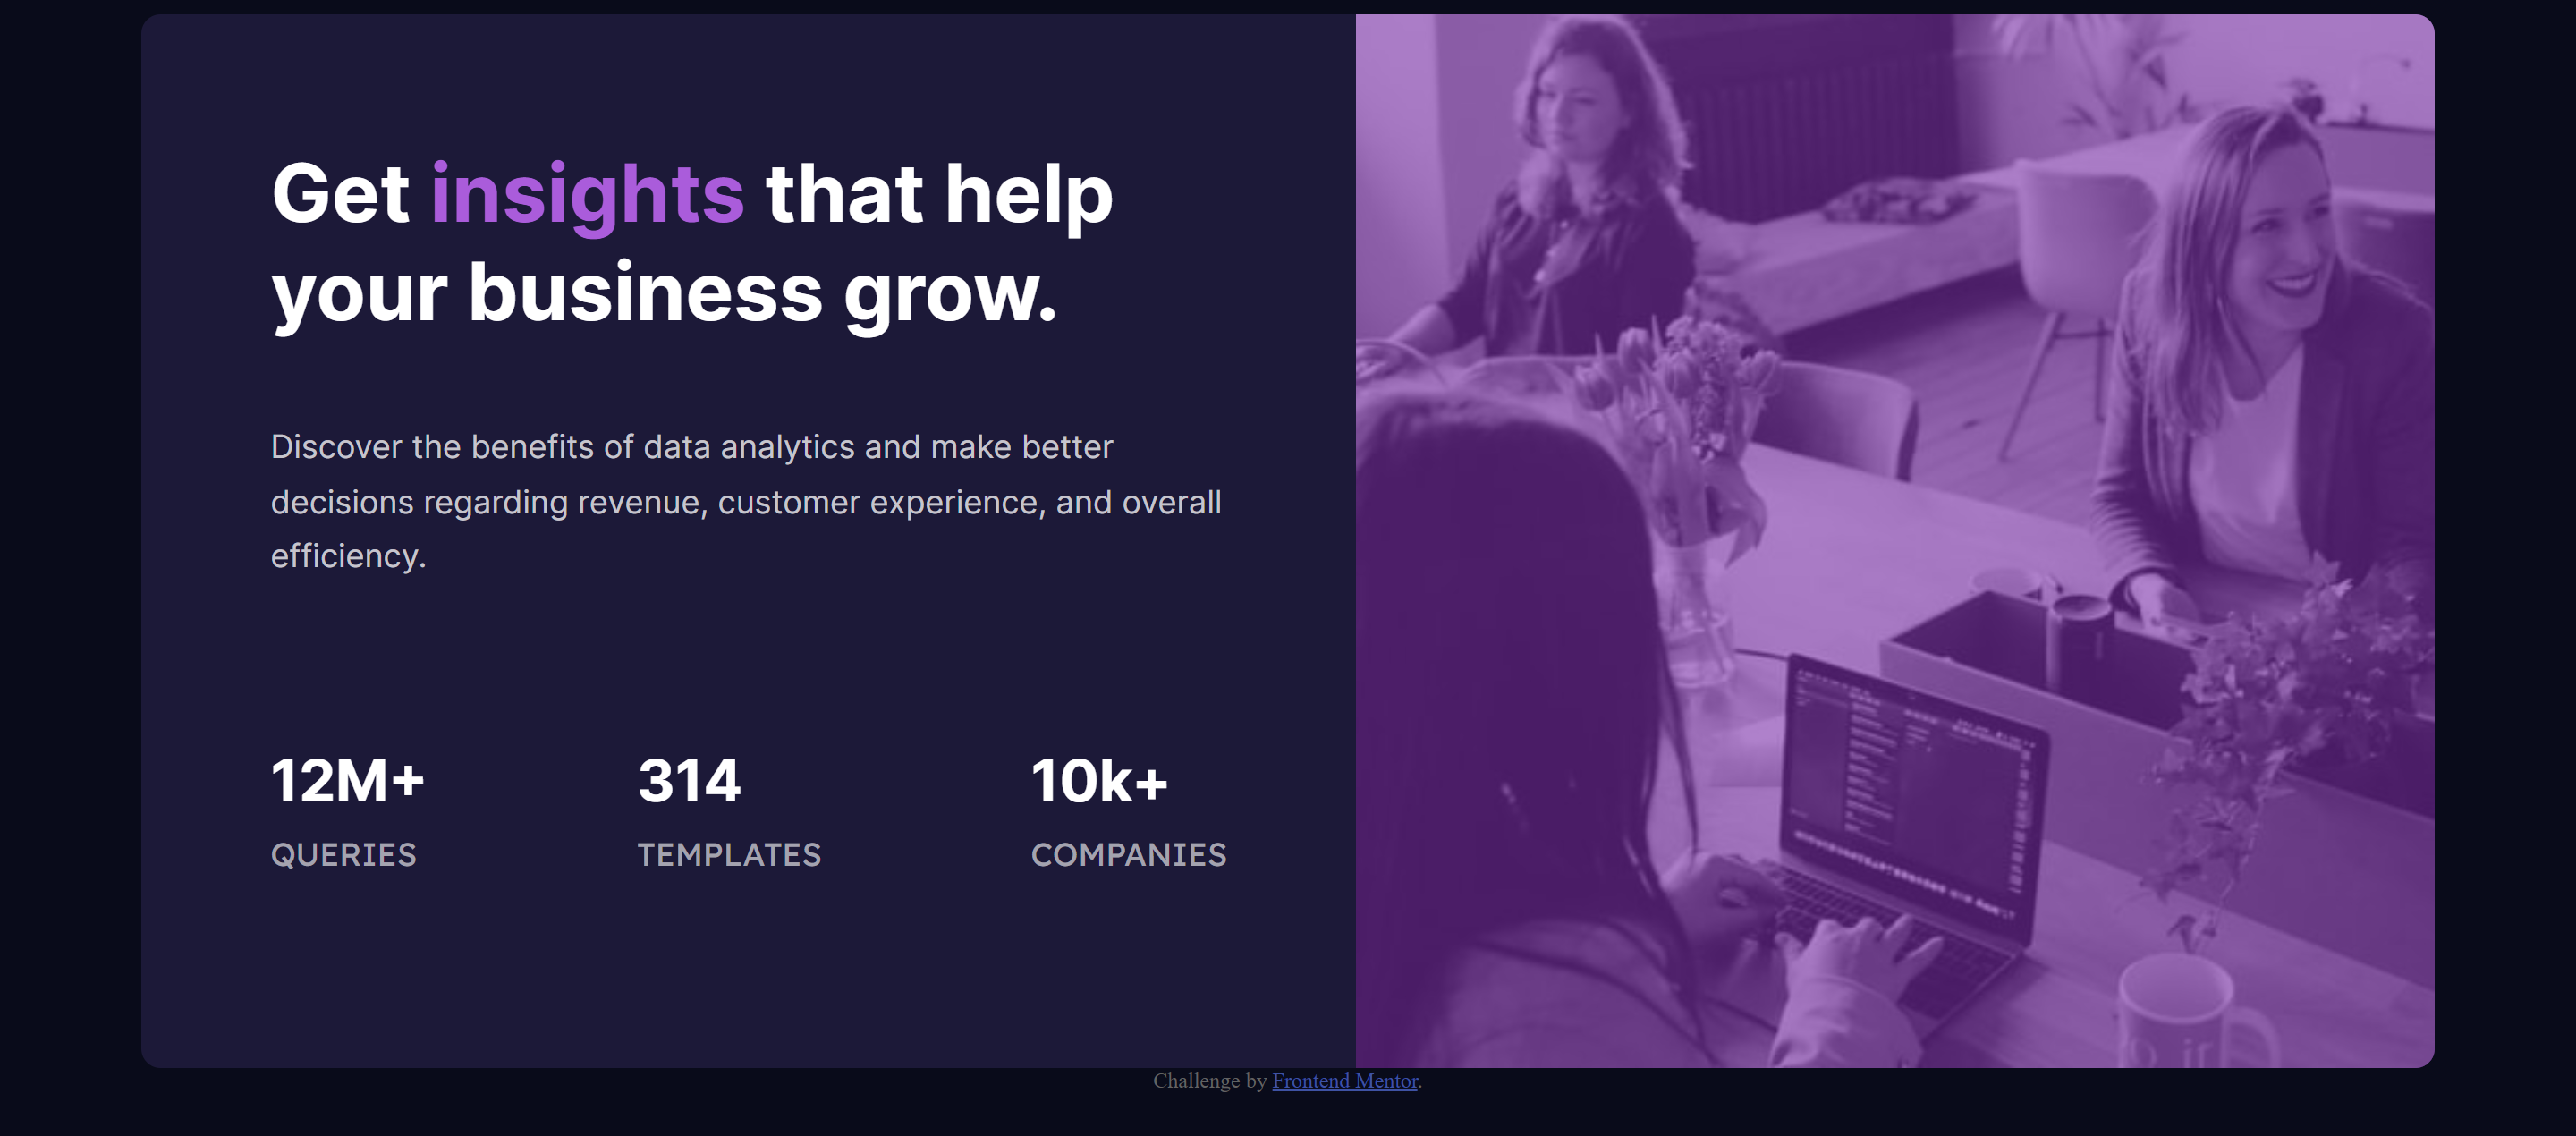 Get insights that help
your business grow.
Discover the benefits of data analytics and make better
decisions regarding revenue, customer experience, and overall
efficiency.
12M+ 314 10k+
QUERIES TEMPLATES COMPANIES
Challenge by Frontend Mentor.